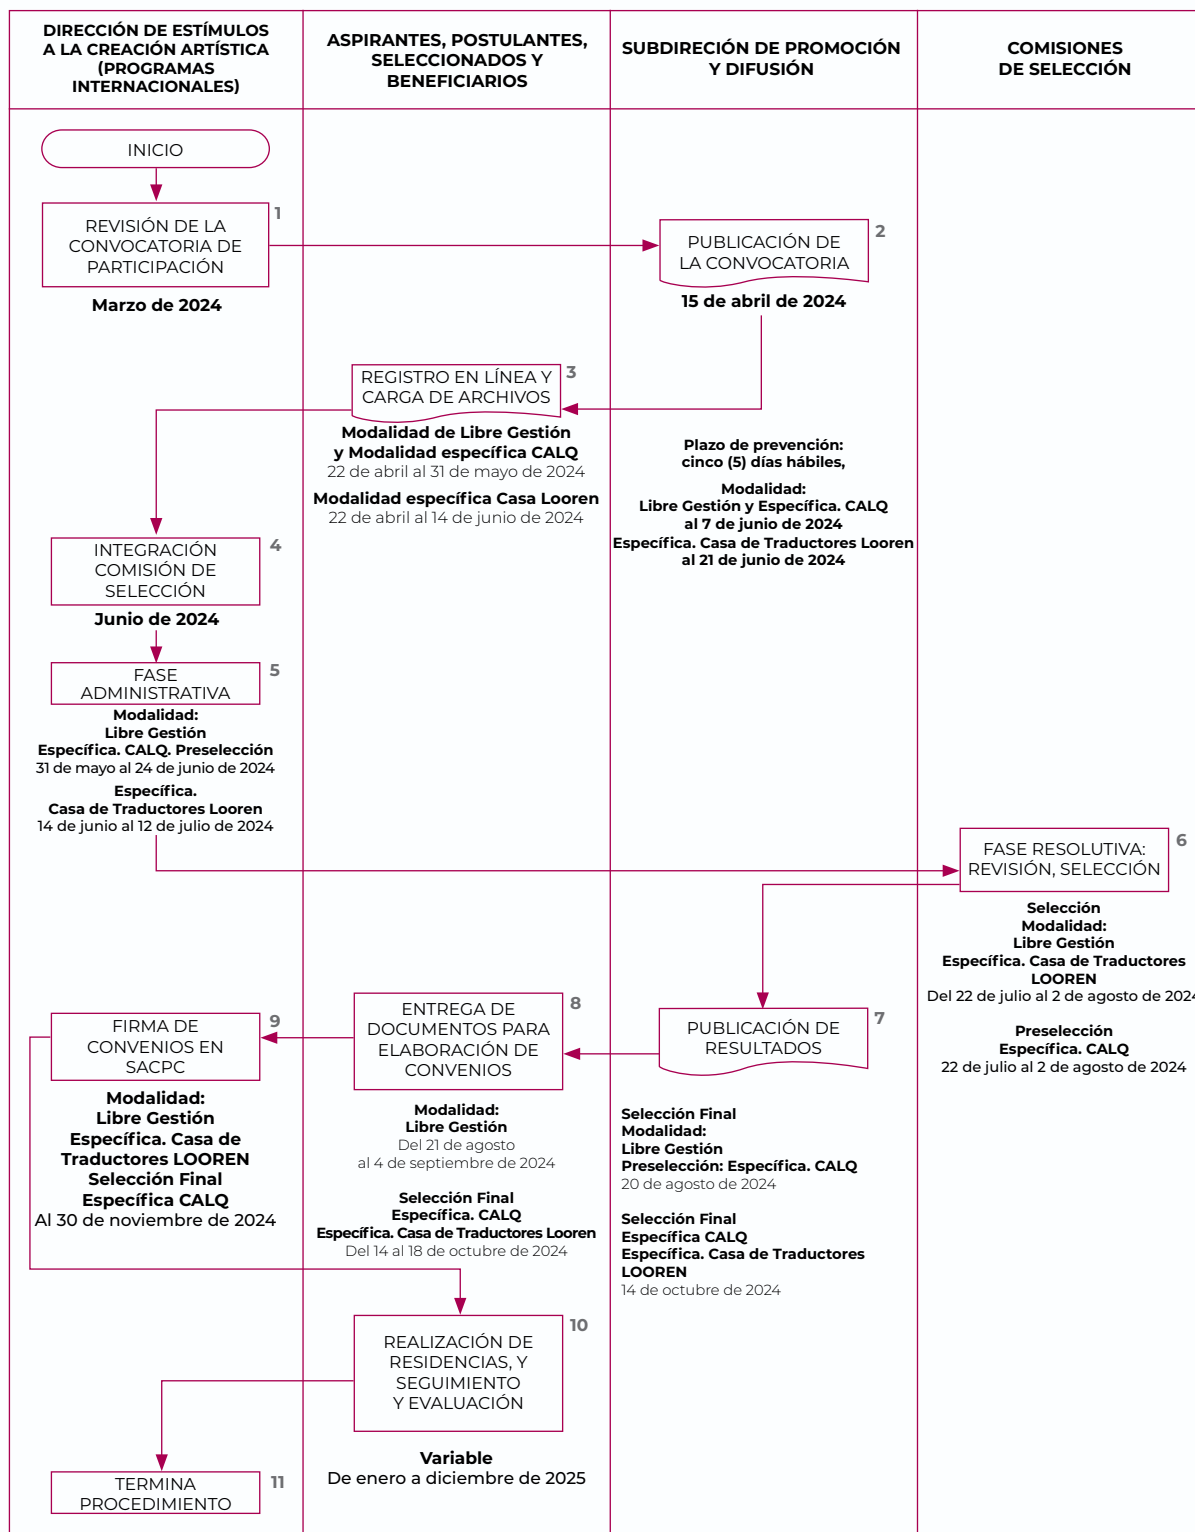 DIRECCIÓN DE ESTÍMULOS
A LA CREACIÓN ARTÍSTICA
(PROGRAMAS
INTERNACIONALES)
ASPIRANTES, POSTULANTES,
SELECCIONADOS Y
BENEFICIARIOS
SUBDIRECIÓN DE PROMOCIÓN
Y DIFUSIÓN
COMISIONES
DE SELECCIÓN
INICIO
1
REVISIÓN DE LA
CONVOCATORIA DE
PARTICIPACIÓN
Marzo de 2024
2
PUBLICACIÓN DE
LA CONVOCATORIA
15 de abril de 2024
3
REGISTRO EN LÍNEA Y
CARGA DE ARCHIVOS
Modalidad de Libre Gestión
y Modalidad específica CALQ
22 de abril al 31 de mayo de 2024
Modalidad específica Casa Looren
22 de abril al 14 de junio de 2024
Plazo de prevención:
cinco (5) días hábiles,
Modalidad:
Libre Gestión y Específica. CALQ
al 7 de junio de 2024
Específica. Casa de Traductores Looren
al 21 de junio de 2024
4
INTEGRACIÓN
COMISIÓN DE
SELECCIÓN
Junio de 2024
5
FASE
ADMINISTRATIVA
Modalidad:
Libre Gestión
Específica. CALQ. Preselección
31 de mayo al 24 de junio de 2024
Específica.
Casa de Traductores Looren
14 de junio al 12 de julio de 2024
6
FASE RESOLUTIVA:
REVISIÓN, SELECCIÓN
Selección
Modalidad:
Libre Gestión
Específica. Casa de Traductores
LOOREN
Del 22 de julio al 2 de agosto de 2024
Preselección
Específica. CALQ
22 de julio al 2 de agosto de 2024
7
PUBLICACIÓN DE
RESULTADOS
Selección Final
Modalidad:
Libre Gestión
Preselección: Específica. CALQ
20 de agosto de 2024
Selección Final
Específica CALQ
Específica. Casa de Traductores
LOOREN
14 de octubre de 2024
8
ENTREGA DE
DOCUMENTOS PARA
ELABORACIÓN DE
CONVENIOS
Modalidad:
Libre Gestión
Del 21 de agosto
al 4 de septiembre de 2024
Selección Final
Específica. CALQ
Específica. Casa de Traductores Looren
Del 14 al 18 de octubre de 2024
9
FIRMA DE
CONVENIOS EN
SACPC
Modalidad:
Libre Gestión
Específica. Casa de
Traductores LOOREN
Selección Final
Específica CALQ
Al 30 de noviembre de 2024
10
REALIZACIÓN DE
RESIDENCIAS, Y
SEGUIMIENTO
Y EVALUACIÓN
Variable
De enero a diciembre de 2025
11
TERMINA
PROCEDIMIENTO